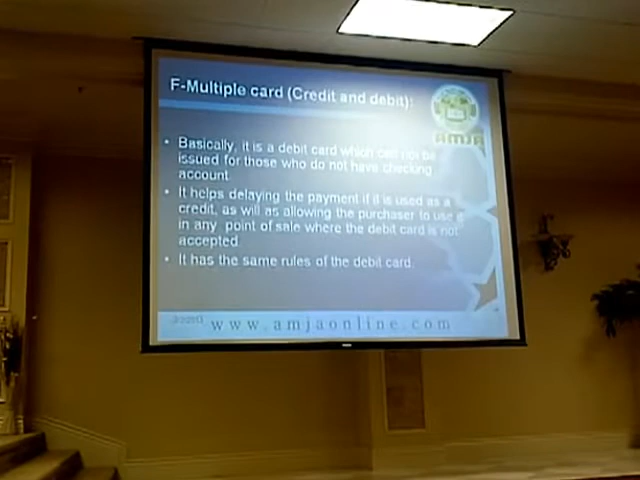 F-Multiple card (Credit and debit):
amja
• Basically, it is a debit card which can not be
issued for those who do not have checking
account.
• It helps delaying the payment if it is used as a
credit, as will as allowing the purchaser to use it
in any point of sale where the debit card is not
accepted.
• It has the same rules of the debit card.
www.amjaonline.com